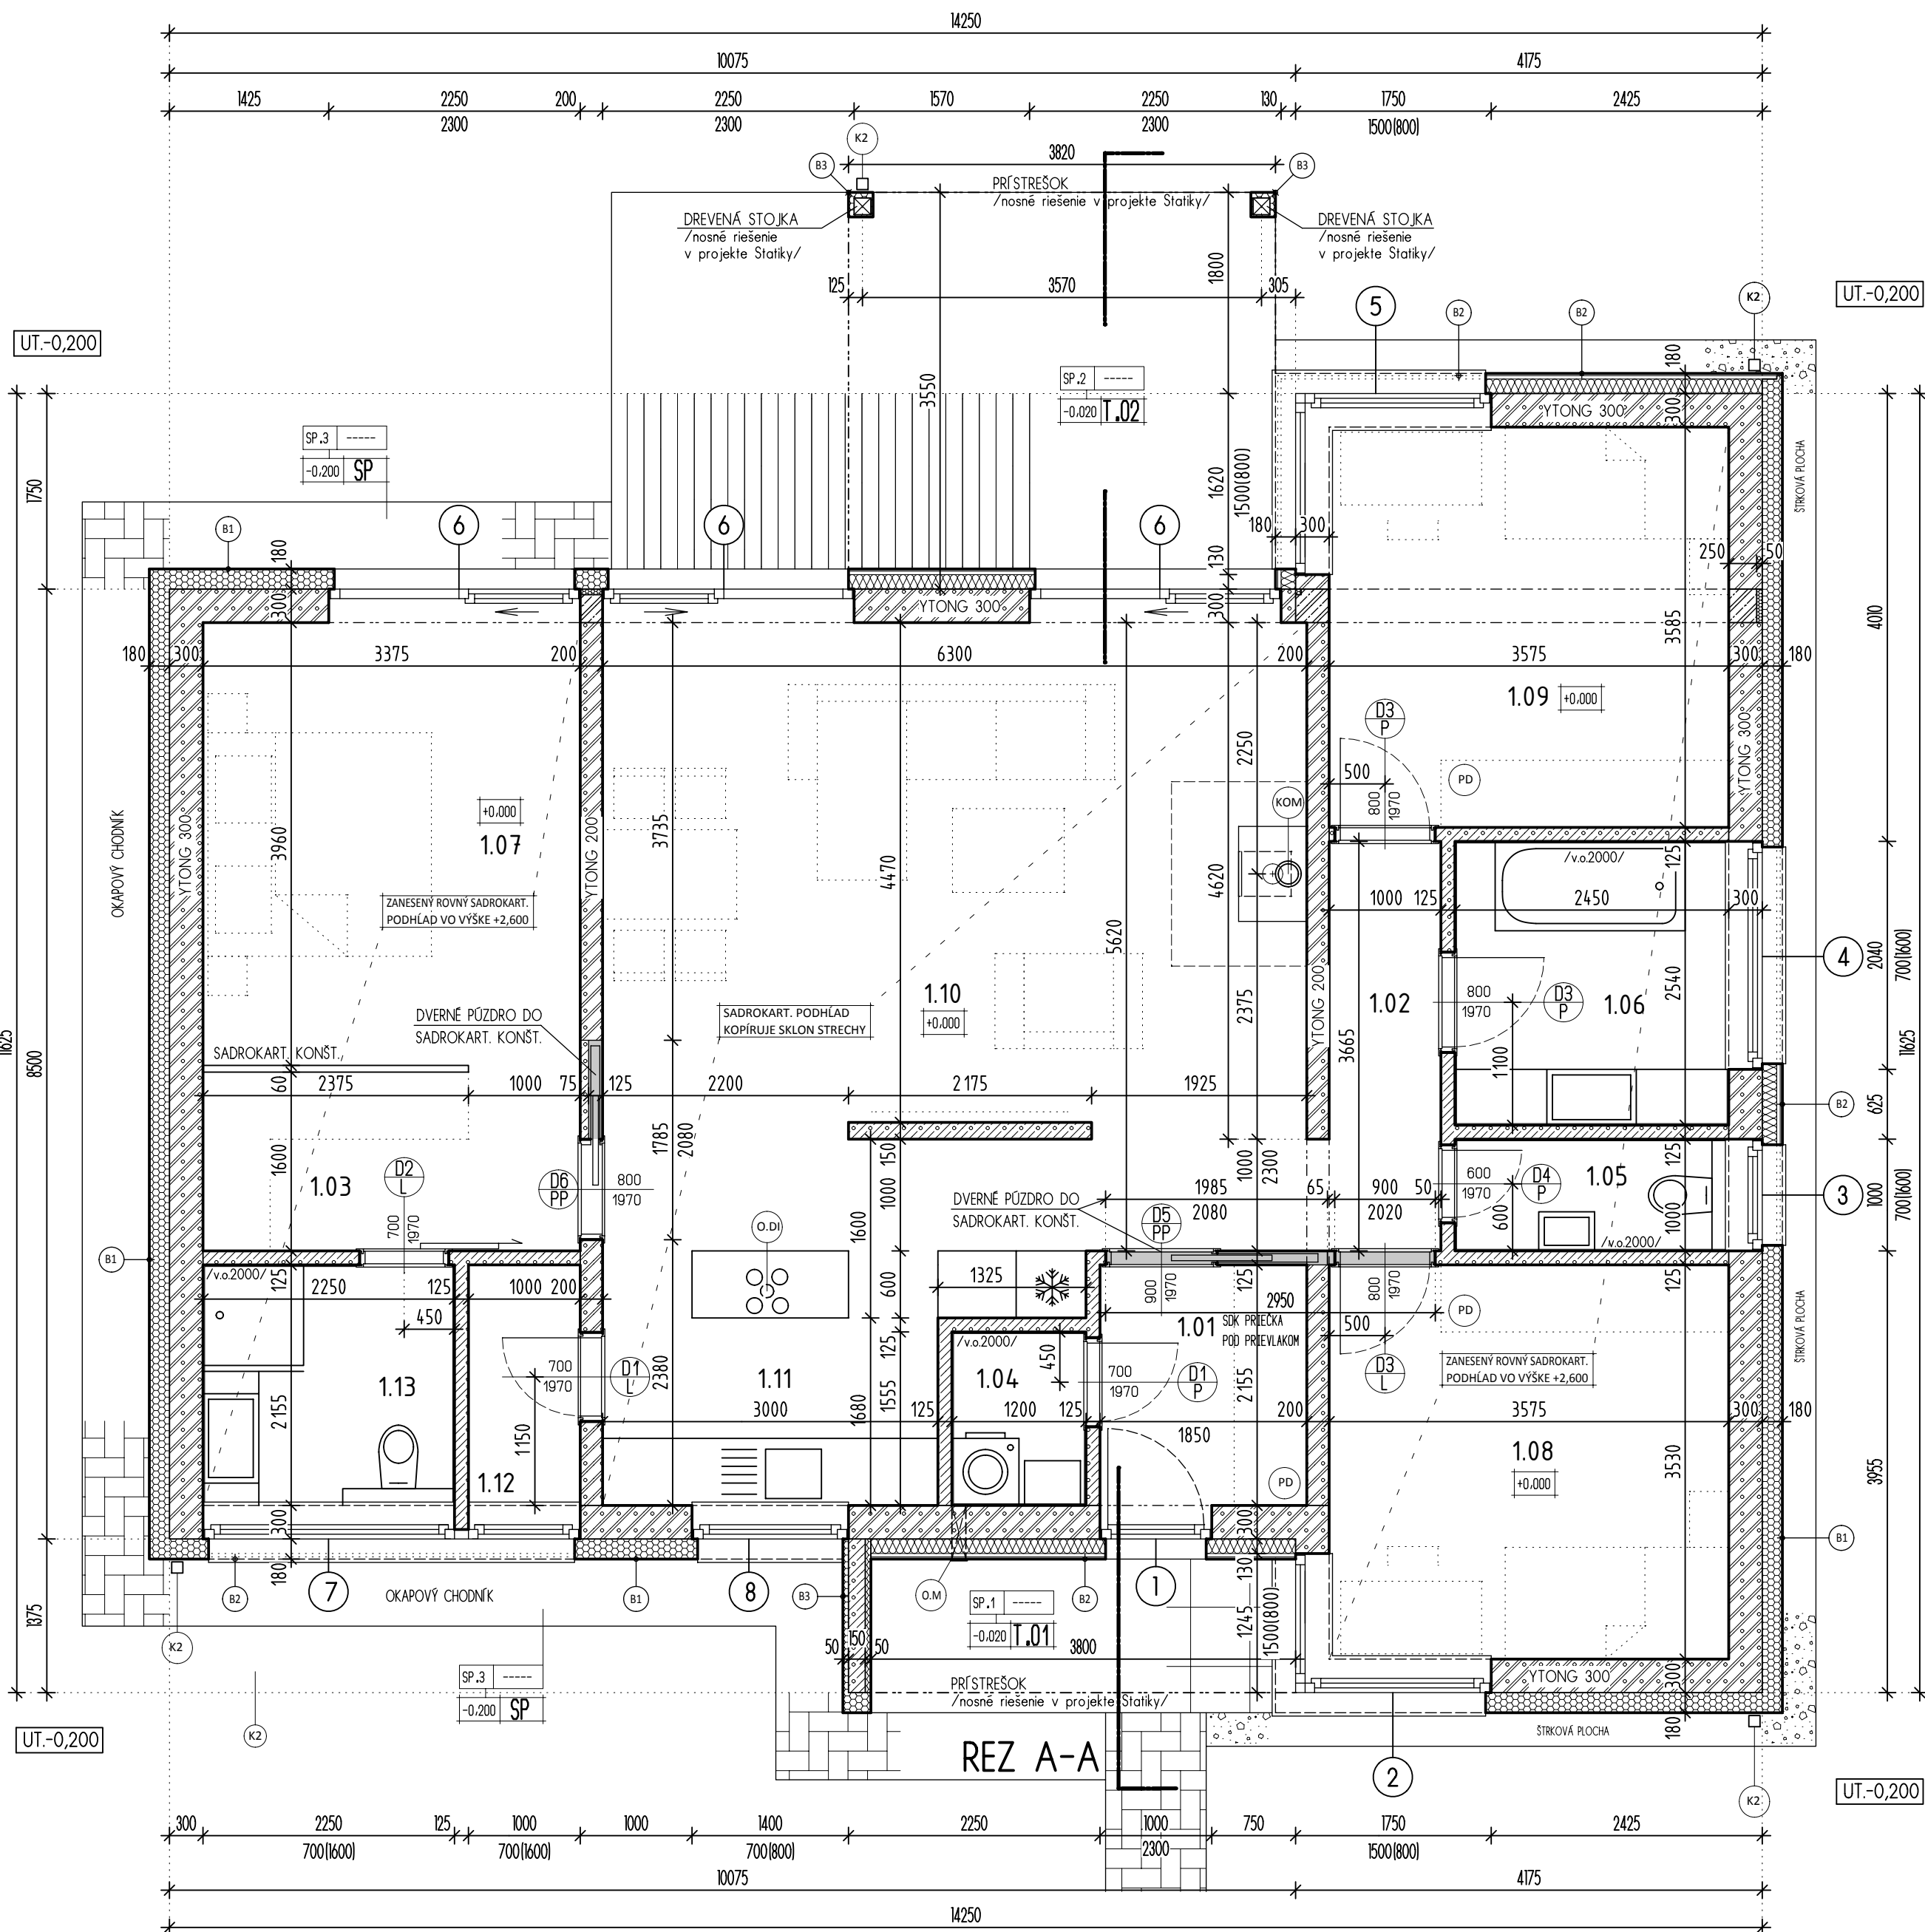 14250
10075 4175
1425 2250 200 2250 1570 2250 130 1750 2425
2300 2300 2300 1500(800)
K2
B3 3820 B3
PRÍSTREŠOK
/nosné riešenie v projekte Statiky/
DREVENÁ STOJKA
/nosné riešenie
v projekte Statiky/
DREVENÁ STOJKA
/nosné riešenie
v projekte Statiky/
1800
125 3570 305
UT.-0,200
UT.-0,200
5 B2 B2 K2
180
3550
SP.2 -----
-0,020 T.02
YTONG 300
300
SP.3 -----
-0,200 SP
ŠTRKOVÁ PLOCHA
1750
1620
1500(800)
B1 6 6 6
180 300
180
130
250 50
300
YTONG 300
300
3585
4010
180 300 3375 200 6300 200 3575 300 180
1.09 +0,000
D3
P
2250
500
800
1970
PD
YTONG 300
KOM
+0,000
1.07
3960
3735
4470
4620
OKAPOVÝ CHODNÍK
YTONG 300
YTONG 200
/v.o.2000/
125
ZANESENÝ ROVNÝ SADROKART.
PODHĽAD VO VÝŠKE +2,600
1000 125 2450 300
5620
11625
8500
4
2040
700(1600)
11625
1.10
+0,000
SADROKART. PODHĽAD
KOPÍRUJE SKLON STRECHY
DVERNÉ PÚZDRO DO
SADROKART. KONŠT.
2375
YTONG 200
3665
1.02
800
1970
D3
P
1.06
2540
1100
SADROKART. KONŠT.
60
2375 1000 75 125 2200 2175 1925
B2
625
1785
2080
150
1000
1600
1000
2300
125
1600
1.03
D2
L
D6
PP
800
1970
600
1970
D4
P
1.05
3
1000
700(1600)
DVERNÉ PÚZDRO DO
SADROKART. KONŠT.
1985 65 900 50
2080 2020
D5
PP
600
1000
700
1970
O.DI
/v.o.2000/
B1
/v.o.2000/
125
2250 125 1000 200
1325
600
900
1970
125
800
1970
125
2950
PD
450
1.01 SDK PRIEČKA
POD PRIEVLAKOM
500
ŠTRKOVÁ PLOCHA
/v.o.2000/
125
450
ZANESENÝ ROVNÝ SADROKART.
PODHĽAD VO VÝŠKE +2,600
1.13
700
1970
D1
L
2380
1.11
1.04
700
1970
D1
P
2155
D3
L
2155
3000 125 1200 125 200 3575 300 180
1680
1555
1850
1150
1.12
1.08
+0,000
3530
3955
PD
300
300
B1
180
B2 7 B1 8 B3 O.M B2 1
130
OKAPOVÝ CHODNÍK
SP.1 -----
-0,020 T.01
1375
1245
1500(800)
K2
50 150 50 3800
SP.3 -----
-0,200 SP
PRÍSTREŠOK
/nosné riešenie v projekte Statiky/
YTONG 300
300
180
UT.-0,200
K2
REZ A-A
2
ŠTRKOVÁ PLOCHA
K2
UT.-0,200
300 2250 125 1000 1000 1400 2250 1000 750 1750 2425
700(1600) 700(1600) 700(800) 2300 1500(800)
10075 4175
14250